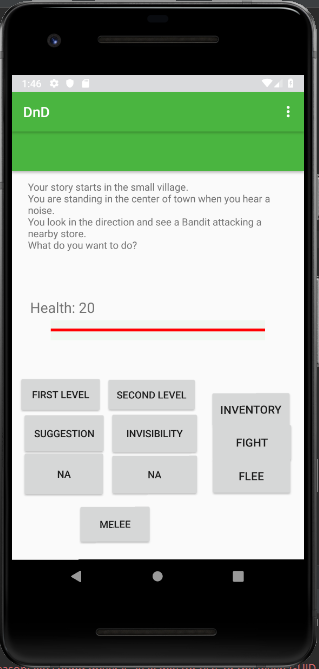 1:46
DnD
Your story starts in the small village.
You are standing in the center of town when you hear a
noise.
You look in the direction and see a Bandit attacking a
nearby store.
What do you want to do?
Health: 20
FIRST LEVEL
SECOND LEVEL
INVENTORY
SUGGESTION
INVISIBILITY
FIGHT
NA
NA
FLEE
MELEE